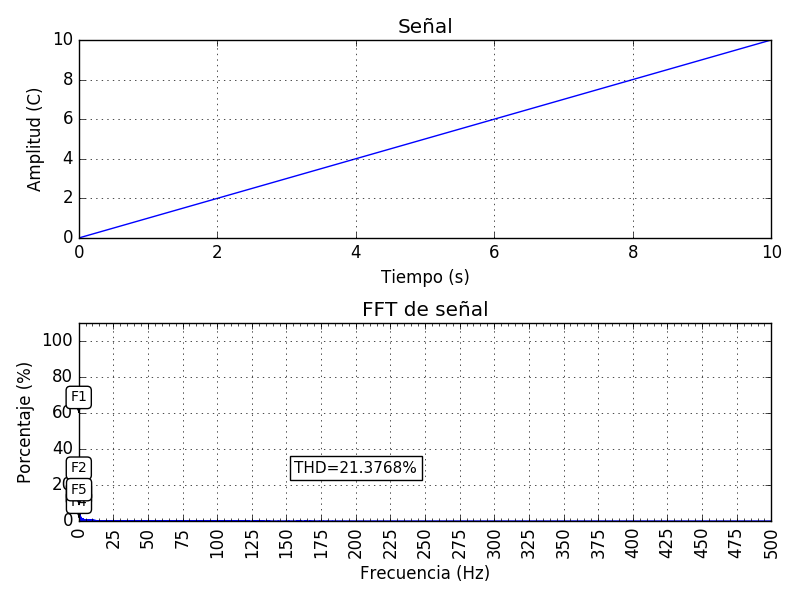 Señal
10
8
6
4
2
0
Amplitud (C)
0 2 4 6 8 10
Tiempo (s)
FFT de señal
100
80
60
40
20
0
Porcentaje (%)
F1
F2
F5
THD=21.3768%
0 25 50 75 100 125 150 175 200 225 250 275 300 325 350 375 400 425 450 475 500
Frecuencia (Hz)